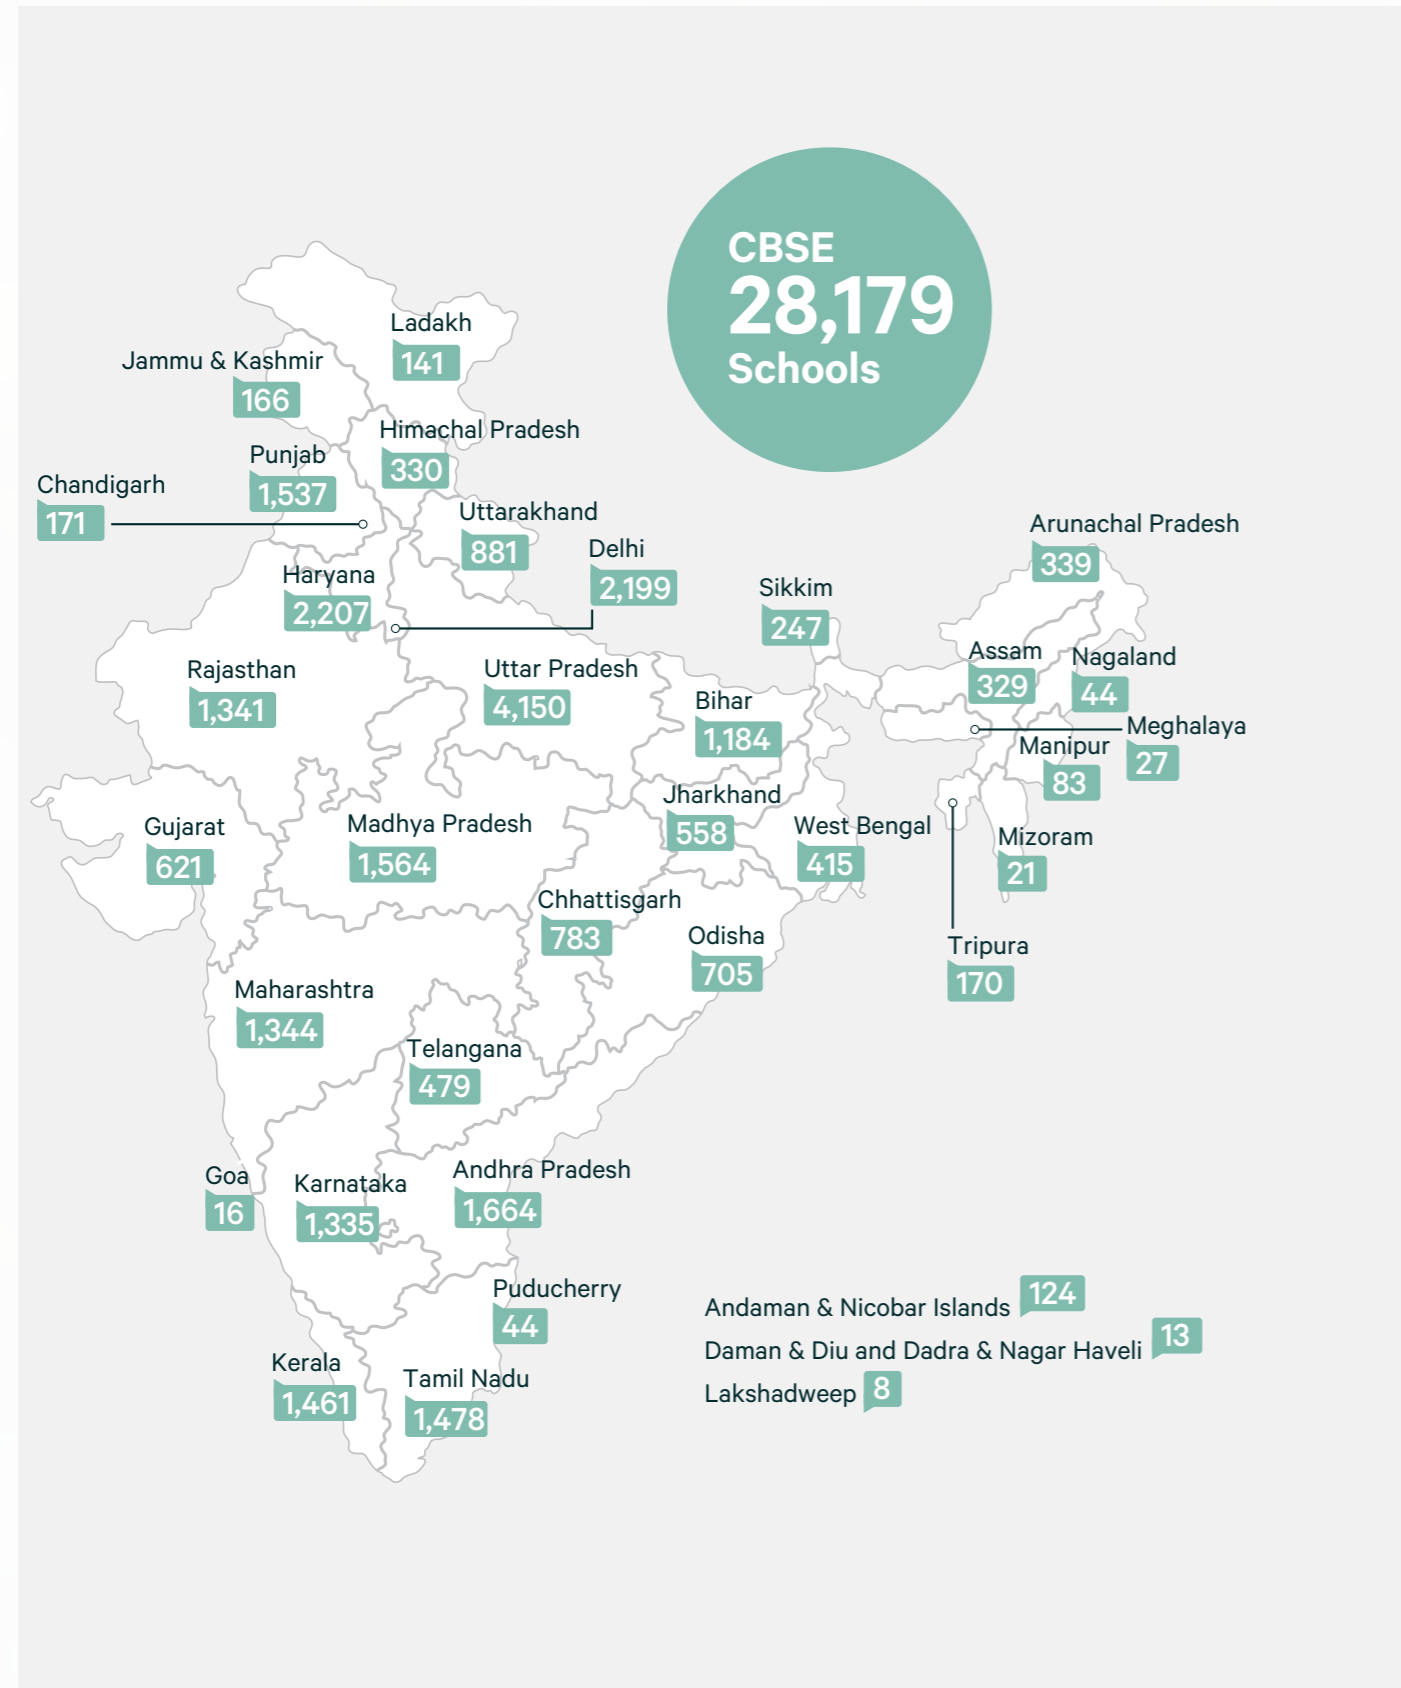 CBSE
28,179
Schools
Ladakh
141
Jammu & Kashmir
166
Himachal Pradesh
330
Punjab
1,537
Chandigarh
171
Uttarakhand
881
Delhi
2,199
Haryana
2,207
Arunachal Pradesh
339
Sikkim
247
Assam
329
Nagaland
44
Rajasthan
1,341
Uttar Pradesh
4,150
Bihar
1,184
Meghalaya
27
Manipur
83
Jharkhand
558
Gujarat
621
Madhya Pradesh
1,564
West Bengal
415
Mizoram
21
Chhattisgarh
783
Odisha
705
Tripura
170
Maharashtra
1,344
Telangana
479
Goa
16
Karnataka
1,335
Andhra Pradesh
1,664
Puducherry
44
Kerala
1,461
Tamil Nadu
1,478
Andaman & Nicobar Islands 124
Daman & Diu and Dadra & Nagar Haveli 13
Lakshadweep 8